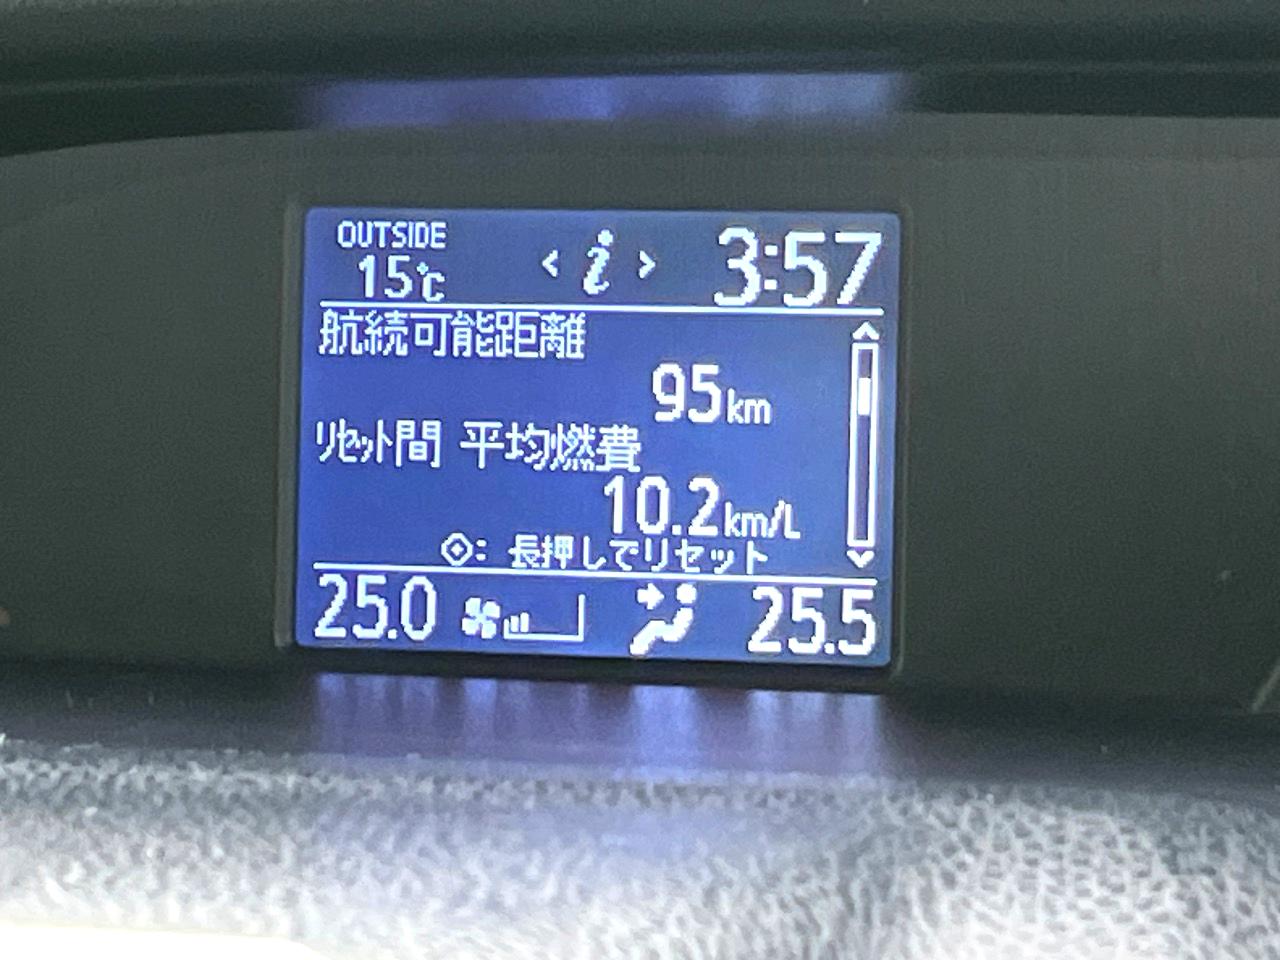 OUTSIDE
15℃ < i > 3:57
航続可能距離
95km
リセット間 平均燃費
10.2km/L
: 長押しでリセット
25.0 25.5